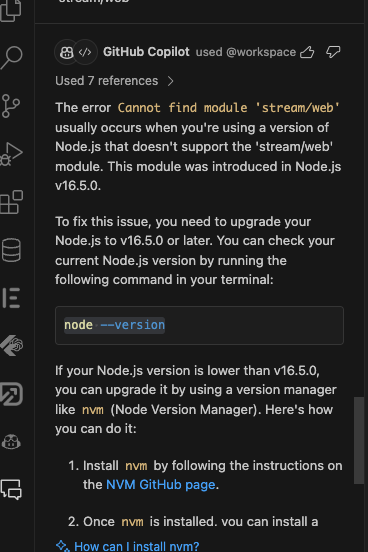 stream/web
GitHub Copilot used @workspace
Used 7 references
The error Cannot find module 'stream/web'
usually occurs when you're using a version of
Node.js that doesn't support the 'stream/web'
module. This module was introduced in Node.js
v16.5.0.
To fix this issue, you need to upgrade your
Node.js to v16.5.0 or later. You can check your
current Node.js version by running the
following command in your terminal:
node --version
If your Node.js version is lower than v16.5.0,
you can upgrade it by using a version manager
like nvm (Node Version Manager). Here's how
you can do it:
1. Install nvm by following the instructions on
the NVM GitHub page.
2. Once nvm is installed, you can install a
How can I install nvm?